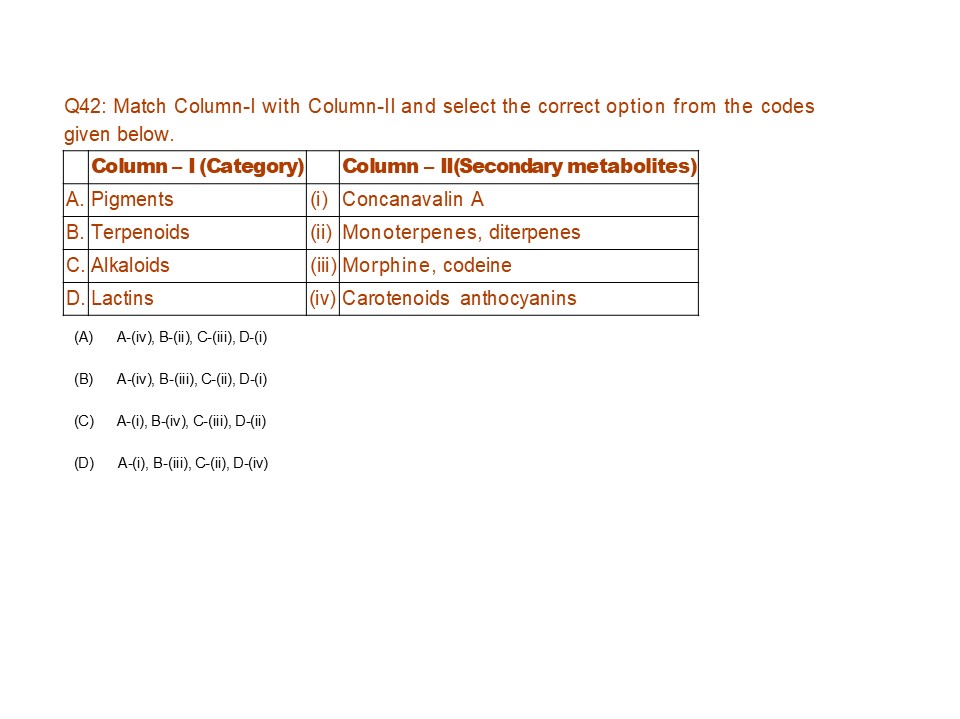 Q42: Match Column-I with Column-II and select the correct option from the codes
given below.
Column – I (Category) Column – II(Secondary metabolites)
A. Pigments (i) Concanavalin A
B. Terpenoids (ii) Monoterpenes, diterpenes
C. Alkaloids (iii) Morphine, codeine
D. Lactins (iv) Carotenoids anthocyanins
(A) A-(iv), B-(ii), C-(iii), D-(i)
(B) A-(iv), B-(iii), C-(ii), D-(i)
(C) A-(i), B-(iv), C-(iii), D-(ii)
(D) A-(i), B-(iii), C-(ii), D-(iv)